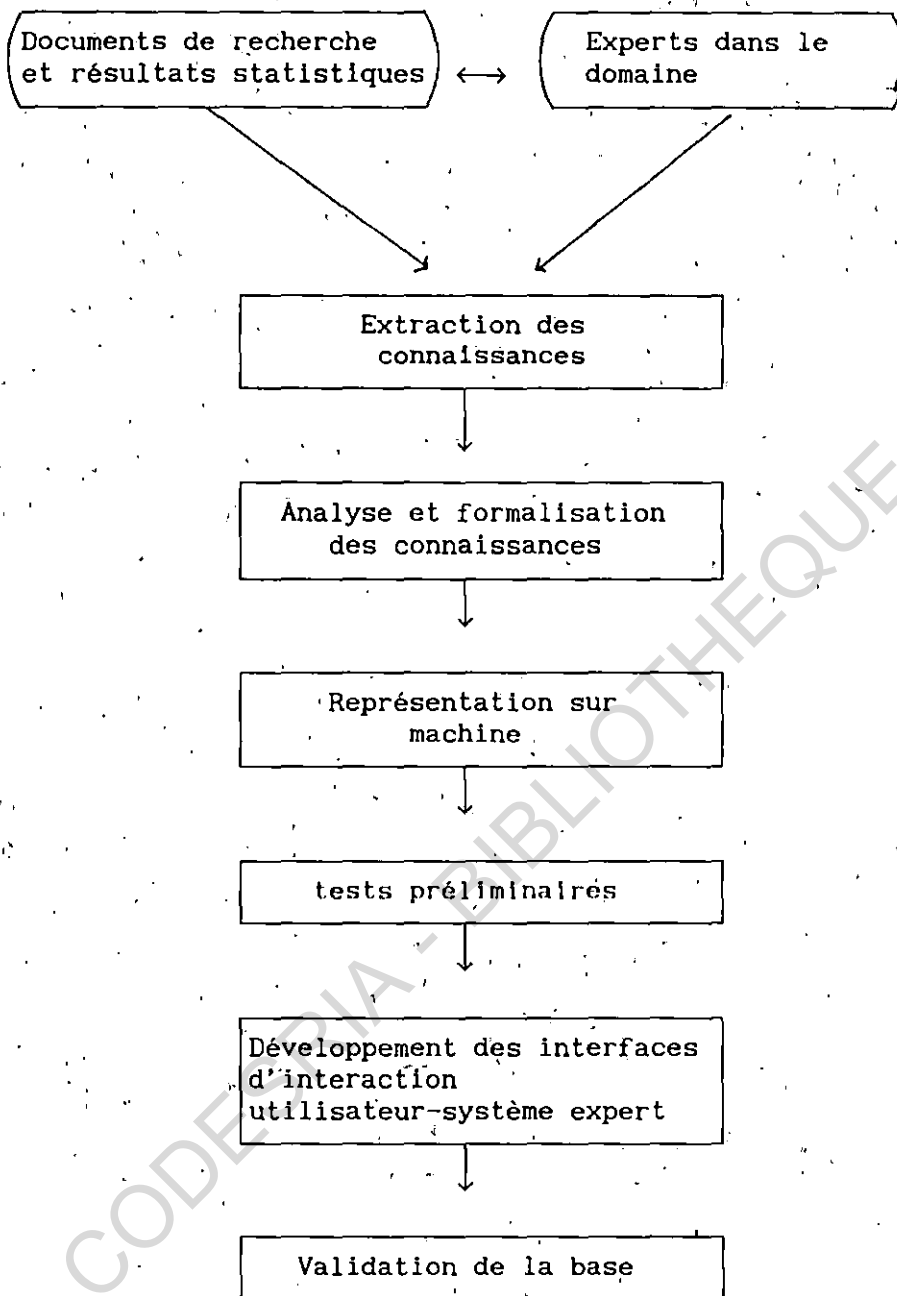 Documents de recherche
et résultats statistiques
Experts dans le
domaine
Extraction des
connaissances
Analyse et formalisation
des connaissances
Représentation sur
machine
tests préliminaires
Développement des interfaces
d'interaction
utilisateur-système expert
Validation de la base
CODESRIA - BIBLIOTHEQUE